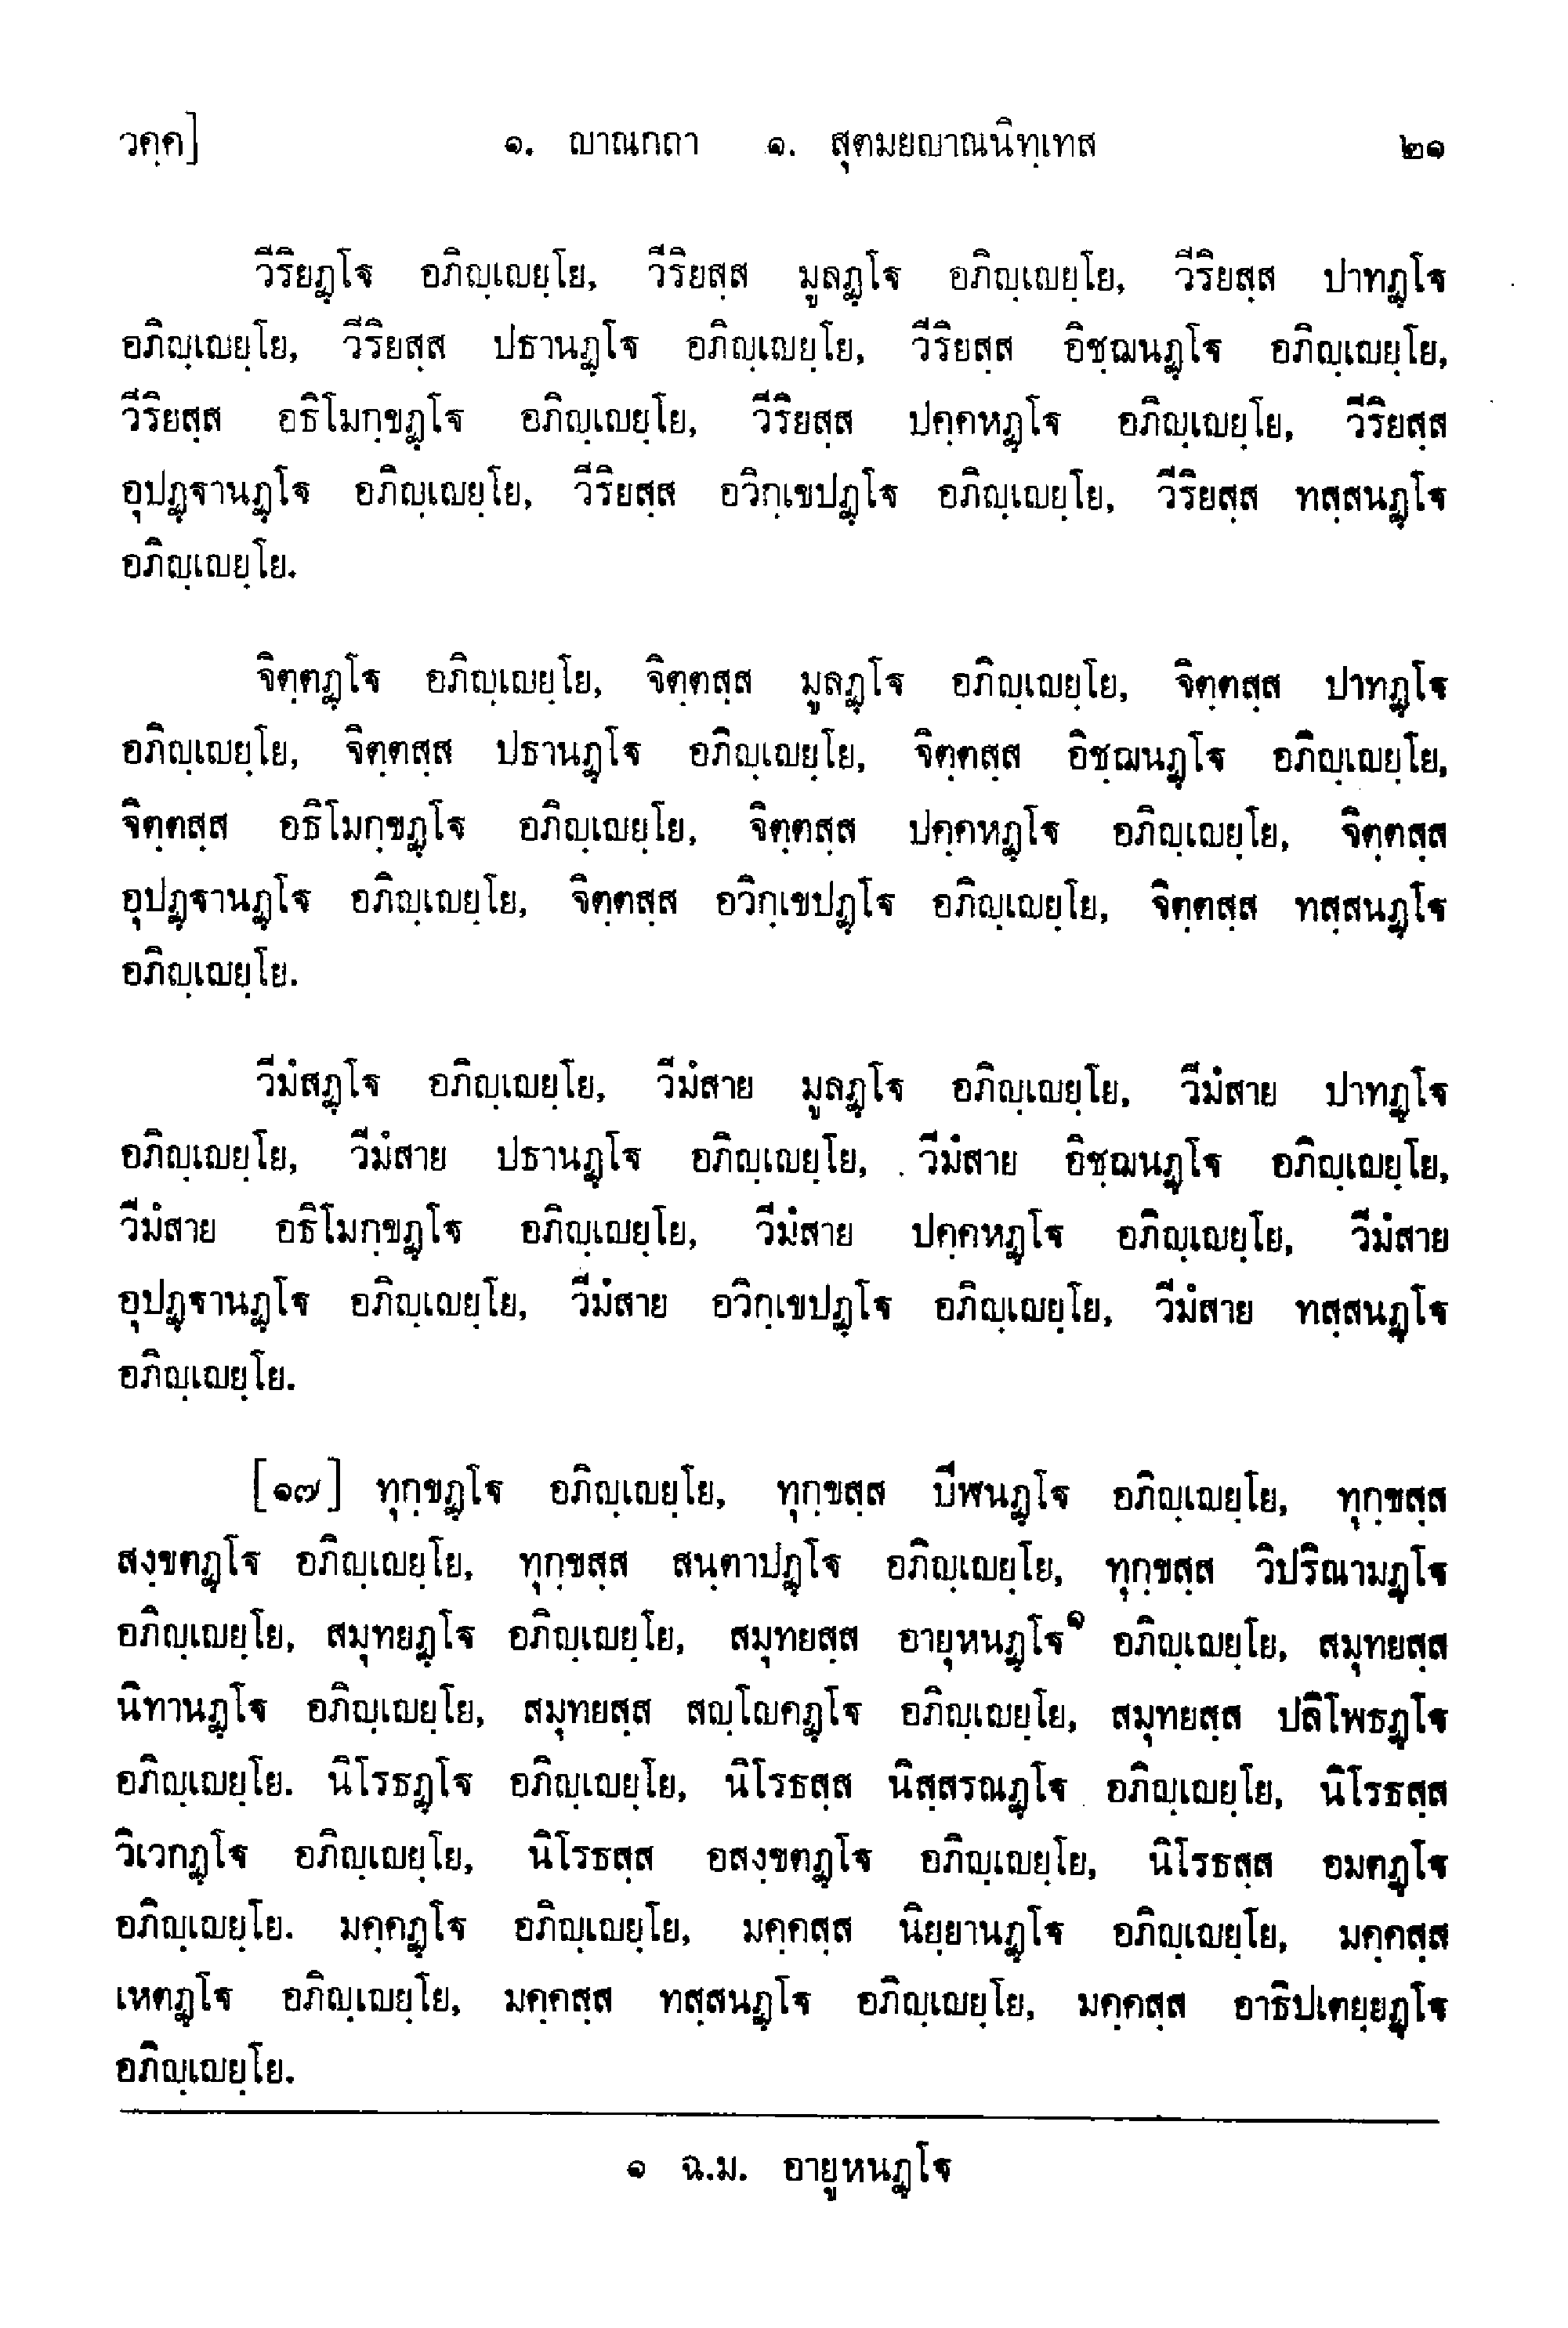 วคฺค] ๑. ญาณกถา ๑. สุตมยญาณนิทฺเทส ๒๑
วีริยฏฺโฐ อภิญฺเญยฺโย, วีริยสฺส มูลฏฺโฐ อภิญฺเญยฺโย, วีริยสฺส ปาทฏฺโฐ
อภิญฺเญยฺโย, วีริยสฺส ปธานฏฺโฐ อภิญฺเญยฺโย, วีริยสฺส อิชฺฌนฏฺโฐ อภิญฺเญยฺโย,
วีริยสฺส อธิโมกฺขฏฺโฐ อภิญฺเญยฺโย, วีริยสฺส ปคฺคหฏฺโฐ อภิญฺเญยฺโย, วีริยสฺส
อุปฏฺฐานฏฺโฐ อภิญฺเญยฺโย, วีริยสฺส อวิกฺเขปฏฺโฐ อภิญฺเญยฺโย, วีริยสฺส ทสฺสนฏฺโฐ
อภิญฺเญยฺโย.
จิตฺตฏฺโฐ อภิญฺเญยฺโย, จิตฺตสฺส มูลฏฺโฐ อภิญฺเญยฺโย, จิตฺตสฺส ปาทฏฺโฐ
อภิญฺเญยฺโย, จิตฺตสฺส ปธานฏฺโฐ อภิญฺเญยฺโย, จิตฺตสฺส อิชฺฌนฏฺโฐ อภิญฺเญยฺโย,
จิตฺตสฺส อธิโมกฺขฏฺโฐ อภิญฺเญยฺโย, จิตฺตสฺส ปคฺคหฏฺโฐ อภิญฺเญยฺโย, จิตฺตสฺส
อุปฏฺฐานฏฺโฐ อภิญฺเญยฺโย, จิตฺตสฺส อวิกฺเขปฏฺโฐ อภิญฺเญยฺโย, จิตฺตสฺส ทสฺสนฏฺโฐ
อภิญฺเญยฺโย.
วีมํสฏฺโฐ อภิญฺเญยฺโย, วีมํสาย มูลฏฺโฐ อภิญฺเญยฺโย, วีมํสาย ปาทฏฺโฐ
อภิญฺเญยฺโย, วีมํสาย ปธานฏฺโฐ อภิญฺเญยฺโย, วีมํสาย อิชฺฌนฏฺโฐ อภิญฺเญยฺโย,
วีมํสาย อธิโมกฺขฏฺโฐ อภิญฺเญยฺโย, วีมํสาย ปคฺคหฏฺโฐ อภิญฺเญยฺโย, วีมํสาย
อุปฏฺฐานฏฺโฐ อภิญฺเญยฺโย, วีมํสาย อวิกฺเขปฏฺโฐ อภิญฺเญยฺโย, วีมํสาย ทสฺสนฏฺโฐ
อภิญฺเญยฺโย.
[๑๗] ทุกฺขฏฺโฐ อภิญฺเญยฺโย, ทุกฺขสฺส ปีฬนฏฺโฐ อภิญฺเญยฺโย, ทุกฺขสฺส
สงฺขตฏฺโฐ อภิญฺเญยฺโย, ทุกฺขสฺส สนฺตาปฏฺโฐ อภิญฺเญยฺโย, ทุกฺขสฺส วิปริณามฏฺโฐ
อภิญฺเญยฺโย, สมุทยฏฺโฐ อภิญฺเญยฺโย, สมุทยสฺส อายุหนฏฺโฐ๑ อภิญฺเญยฺโย, สมุทยสฺส
นิทานฏฺโฐ อภิญฺเญยฺโย, สมุทยสฺส สญฺโญคฏฺโฐ อภิญฺเญยฺโย, สมุทยสฺส ปลิโพธฏฺโฐ
อภิญฺเญยฺโย. นิโรธฏฺโฐ อภิญฺเญยฺโย, นิโรธสฺส นิสฺสรณฏฺโฐ อภิญฺเญยฺโย, นิโรธสฺส
วิเวกฏฺโฐ อภิญฺเญยฺโย, นิโรธสฺส อสงฺขตฏฺโฐ อภิญฺเญยฺโย, นิโรธสฺส อมตฏฺโฐ
อภิญฺเญยฺโย. มคฺคฏฺโฐ อภิญฺเญยฺโย, มคฺคสฺส นิยฺยานฏฺโฐ อภิญฺเญยฺโย, มคฺคสฺส
เหตฏฺโฐ อภิญฺเญยฺโย, มคฺคสฺส ทสฺสนฏฺโฐ อภิญฺเญยฺโย, มคฺคสฺส อาธิปเตยฺยฏฺโฐ
อภิญฺเญยฺโย.
๑ ฉ.ม. อายูหนฏฺโฐ